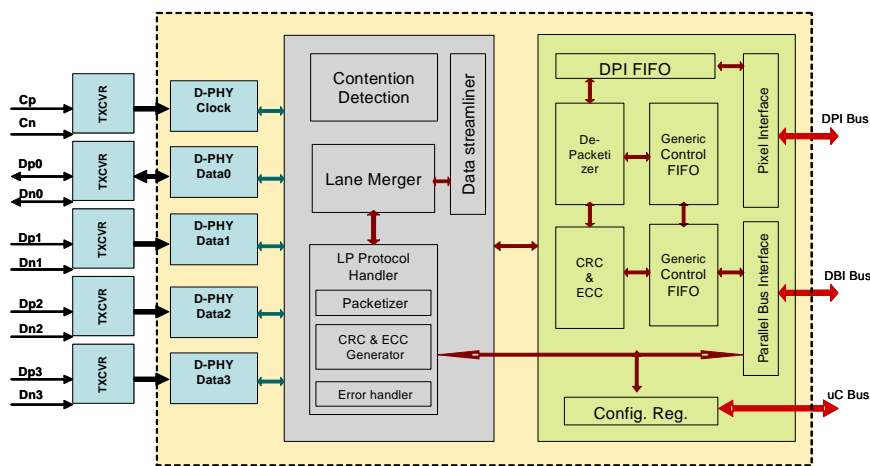 Cp
Cn
TXCVR
D-PHY
Clock
Dp0
Dn0
TXCVR
D-PHY
Data0
Dp1
Dn1
TXCVR
D-PHY
Data1
Dp2
Dn2
TXCVR
D-PHY
Data2
Dp3
Dn3
TXCVR
D-PHY
Data3
Contention
Detection
Lane Merger
Data streamliner
LP Protocol
Handler
Packetizer
CRC & ECC
Generator
Error handler
DPI FIFO
De-
Packetizer
Generic
Control
FIFO
CRC
&
ECC
Generic
Control
FIFO
Pixel Interface
Parallel Bus Interface
Config. Reg.
DPI Bus
DBI Bus
uC Bus